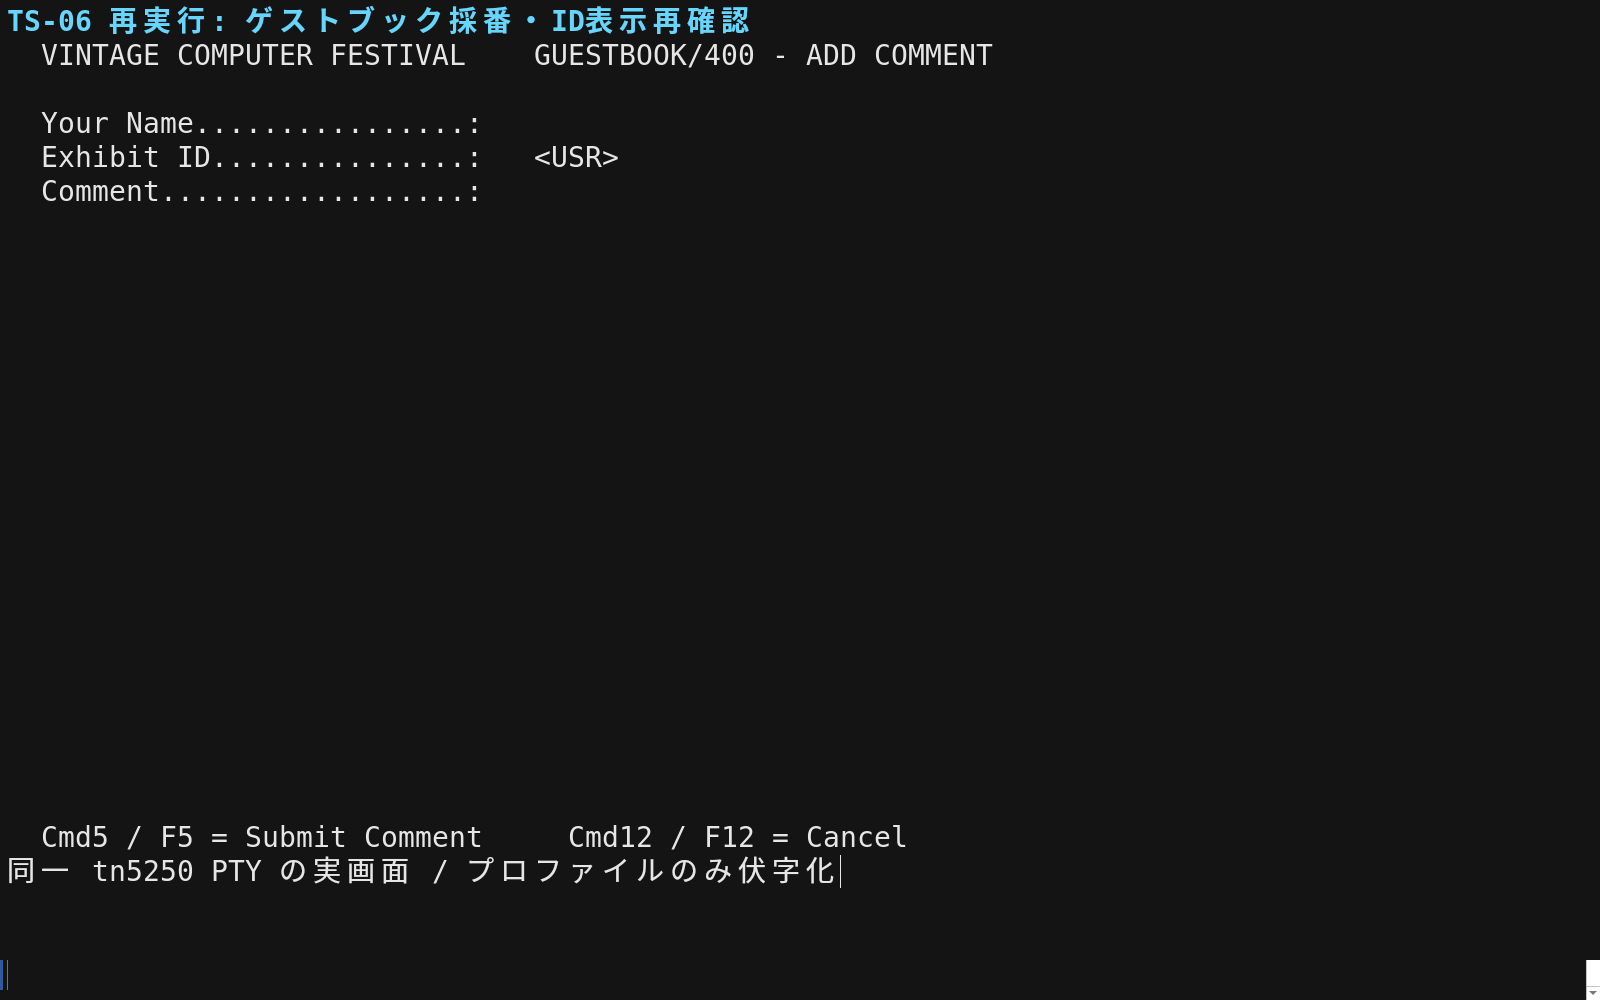 TS-06 再実行: ゲストブック採番・ID表示再確認
VINTAGE COMPUTER FESTIVAL    GUESTBOOK/400 - ADD COMMENT
Your Name................:
Exhibit ID...............:   <USR>
Comment..................:
Cmd5 / F5 = Submit Comment     Cmd12 / F12 = Cancel
同一 tn5250 PTY の実画面 / プロファイルのみ伏字化